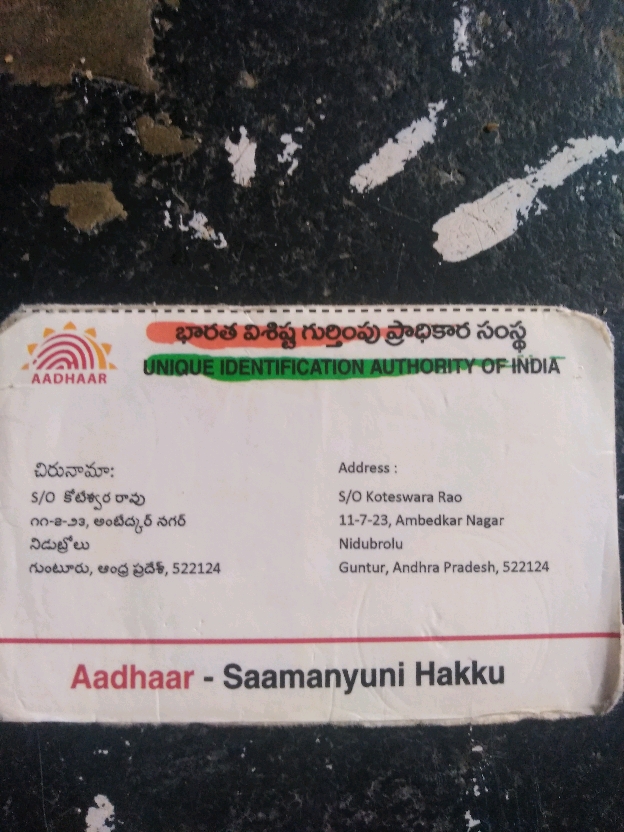 భారత విశిష్ట గుర్తింపు ప్రాధికార సంస్థ
AADHAAR
UNIQUE IDENTIFICATION AUTHORITY OF INDIA
చిరునామా:
S/O కోటేశ్వర రావు
౧౧-౭-౨౩, అంబేద్కర్ నగర్
నిడుబ్రోలు
గుంటూరు, ఆంధ్ర ప్రదేశ్, 522124
Address :
S/O Koteswara Rao
11-7-23, Ambedkar Nagar
Nidubrolu
Guntur, Andhra Pradesh, 522124
Aadhaar - Saamanyuni Hakku